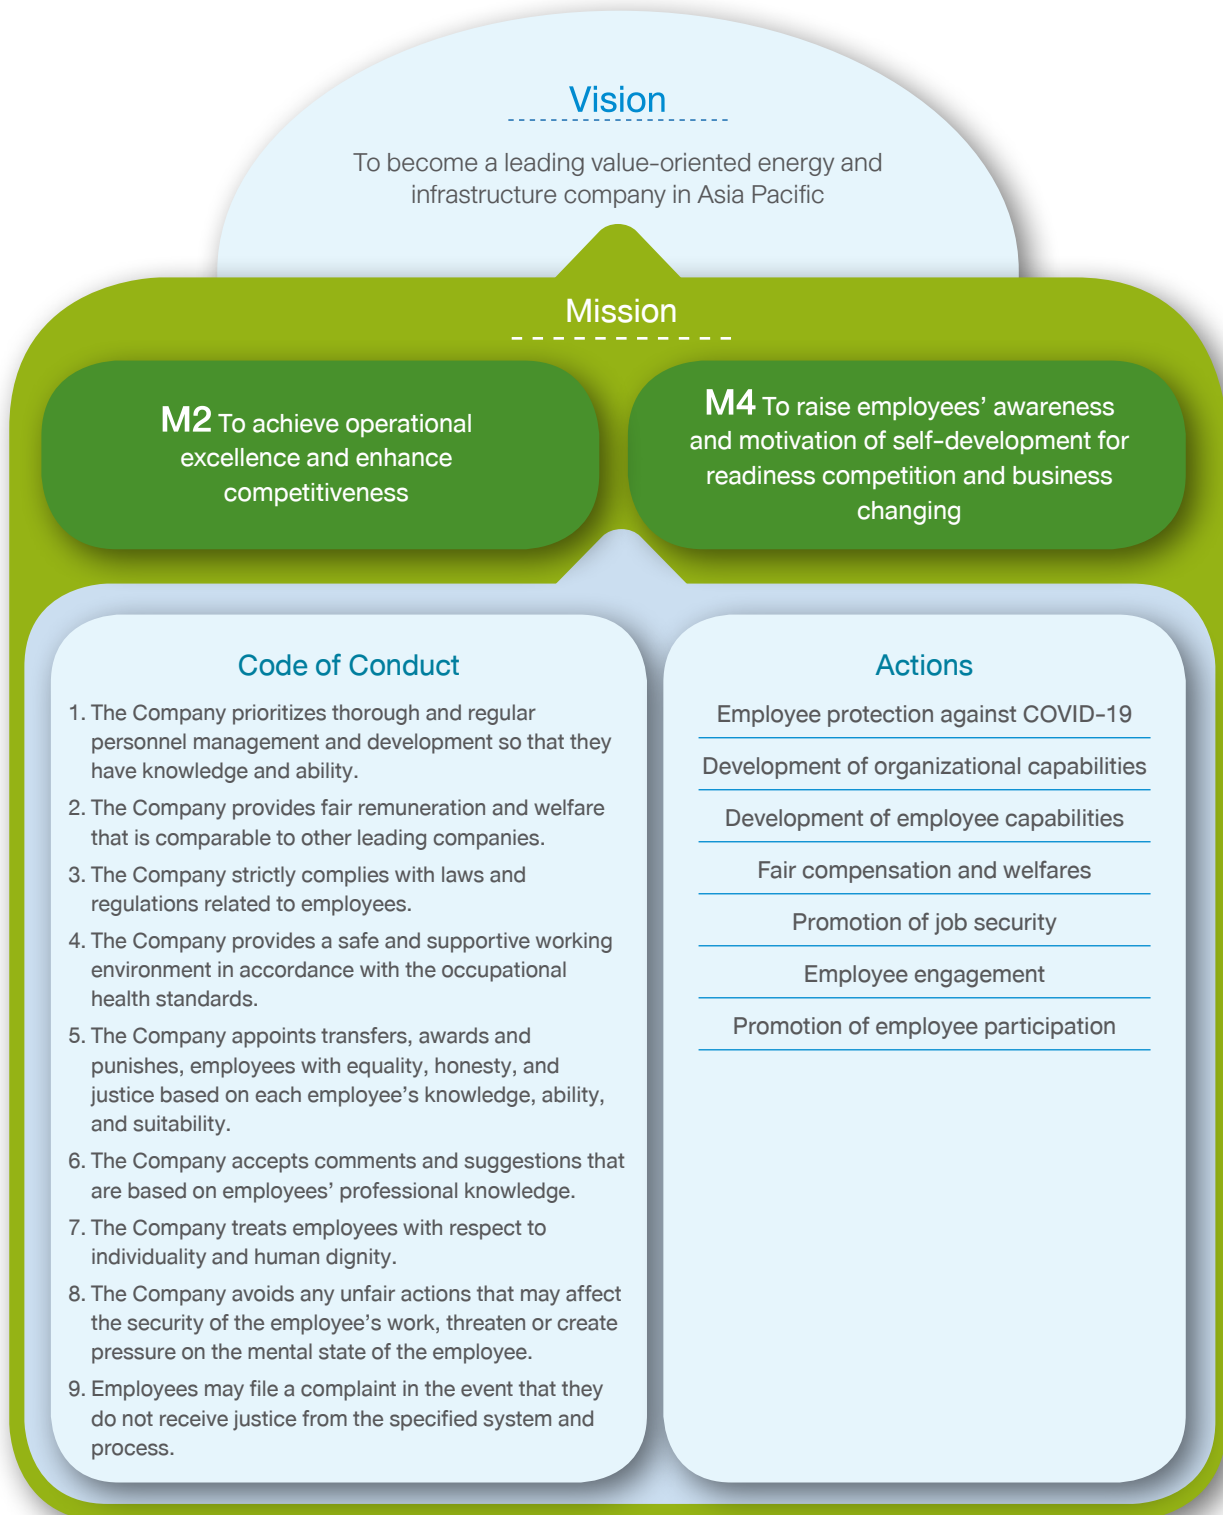 Vision
To become a leading value-oriented energy and
infrastructure company in Asia Pacific
Mission
M2 To achieve operational
excellence and enhance
competitiveness
M4 To raise employees' awareness
and motivation of self-development for
readiness competition and business
changing
Code of Conduct
1. The Company prioritizes thorough and regular
personnel management and development so that they
have knowledge and ability.
2. The Company provides fair remuneration and welfare
that is comparable to other leading companies.
3. The Company strictly complies with laws and
regulations related to employees.
4. The Company provides a safe and supportive working
environment in accordance with the occupational
health standards.
5. The Company appoints transfers, awards and
punishes, employees with equality, honesty, and
justice based on each employee's knowledge, ability,
and suitability.
6. The Company accepts comments and suggestions that
are based on employees' professional knowledge.
7. The Company treats employees with respect to
individuality and human dignity.
8. The Company avoids any unfair actions that may affect
the security of the employee's work, threaten or create
pressure on the mental state of the employee.
9. Employees may file a complaint in the event that they
do not receive justice from the specified system and
process.
Actions
Employee protection against COVID-19
Development of organizational capabilities
Development of employee capabilities
Fair compensation and welfares
Promotion of job security
Employee engagement
Promotion of employee participation